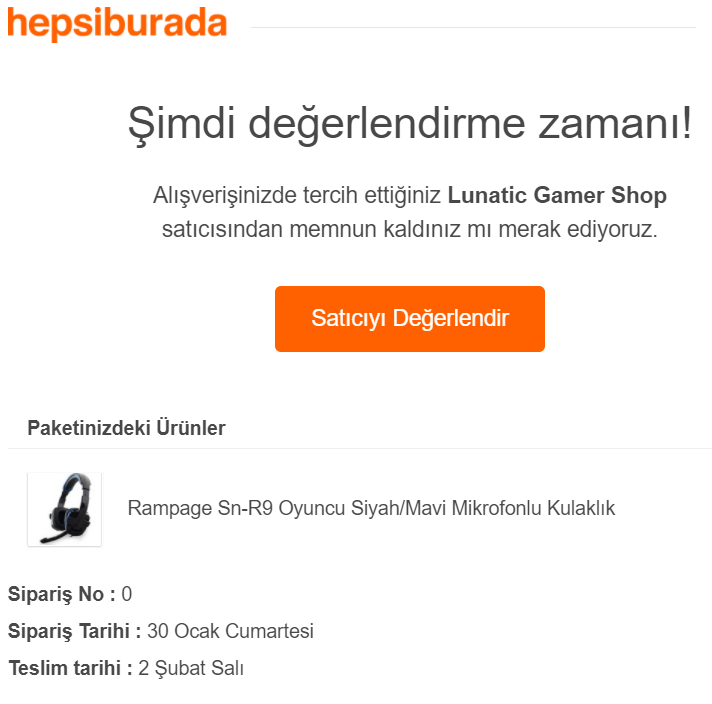 hepsiburada
Şimdi değerlendirme zamanı!
Alışverişinizde tercih ettiğiniz Lunatic Gamer Shop
satıcısından memnun kaldınız mı merak ediyoruz.
Satıcıyı Değerlendir
Paketinizdeki Ürünler
Rampage Sn-R9 Oyuncu Siyah/Mavi Mikrofonlu Kulaklık
Sipariş No : 0
Sipariş Tarihi : 30 Ocak Cumartesi
Teslim tarihi : 2 Şubat Salı